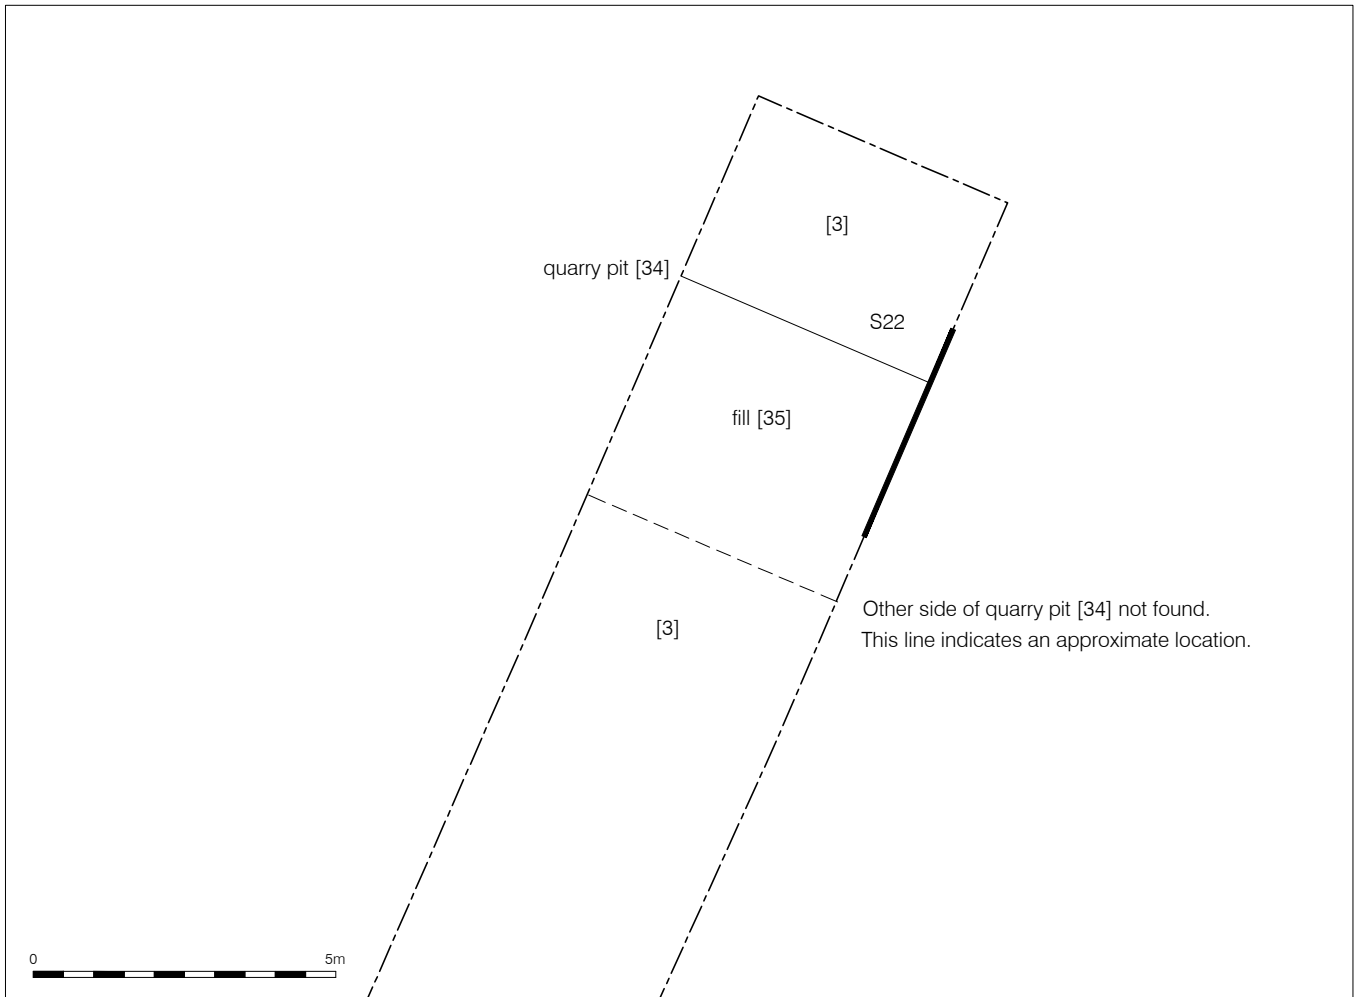 [3]
quarry pit [34]
S22
fill [35]
Other side of quarry pit [34] not found.
This line indicates an approximate location.
[3]
0 5m